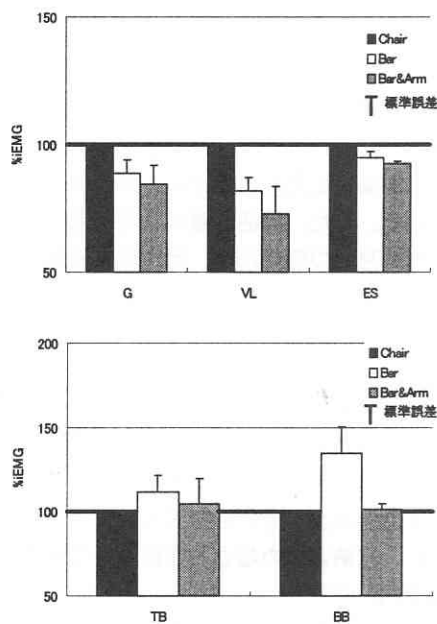 150
Chair
Bar
Bar&Arm
標準誤差
%iEMG
100
50
G VL ES
200
Chair
Bar
Bar&Arm
標準誤差
150
%iEMG
100
50
TB BB